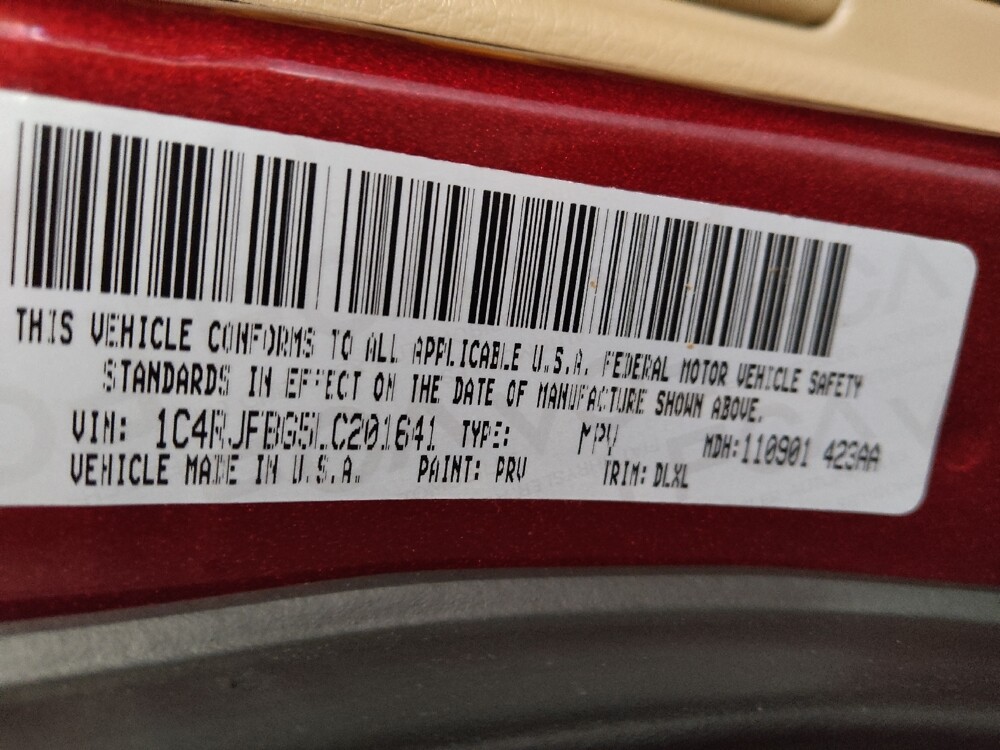 THIS VEHICLE CONFORMS TO ALL APPLICABLE U.S.A. FEDERAL MOTOR VEHICLE SAFETY
STANDARDS IN EFFECT ON THE DATE OF MANUFACTURE SHOWN ABOVE.
VIN: 1C4RJFBG5LC201641 TYPE: MPV MDH:110901 423AA
VEHICLE MADE IN U.S.A. PAINT: PRV TRIM: DLXL